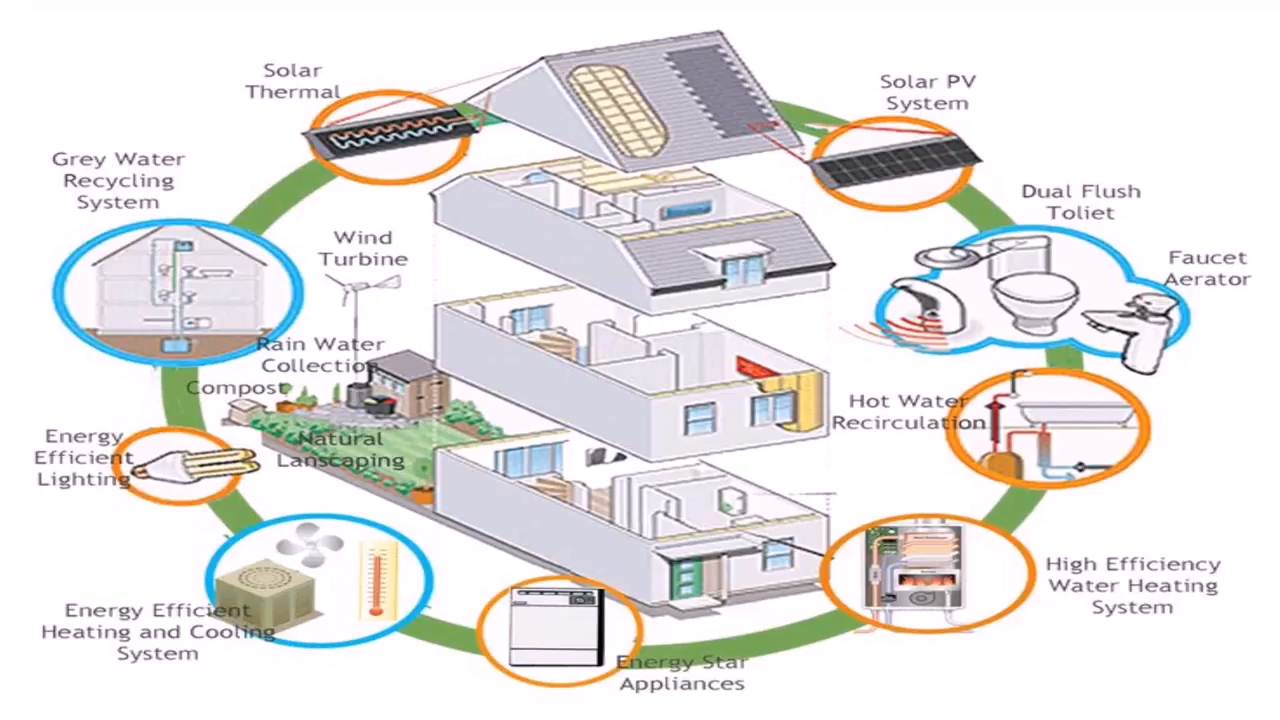 Solar
Thermal
Solar PV
System
Grey Water
Recycling
System
Dual Flush
Toliet
Wind
Turbine
Faucet
Aerator
Rain Water
Collection
Compost
Hot Water
Recirculation
Energy
Efficient
Lighting
Natural
Lanscaping
High Efficiency
Water Heating
System
Energy Efficient
Heating and Cooling
System
Energy Star
Appliances